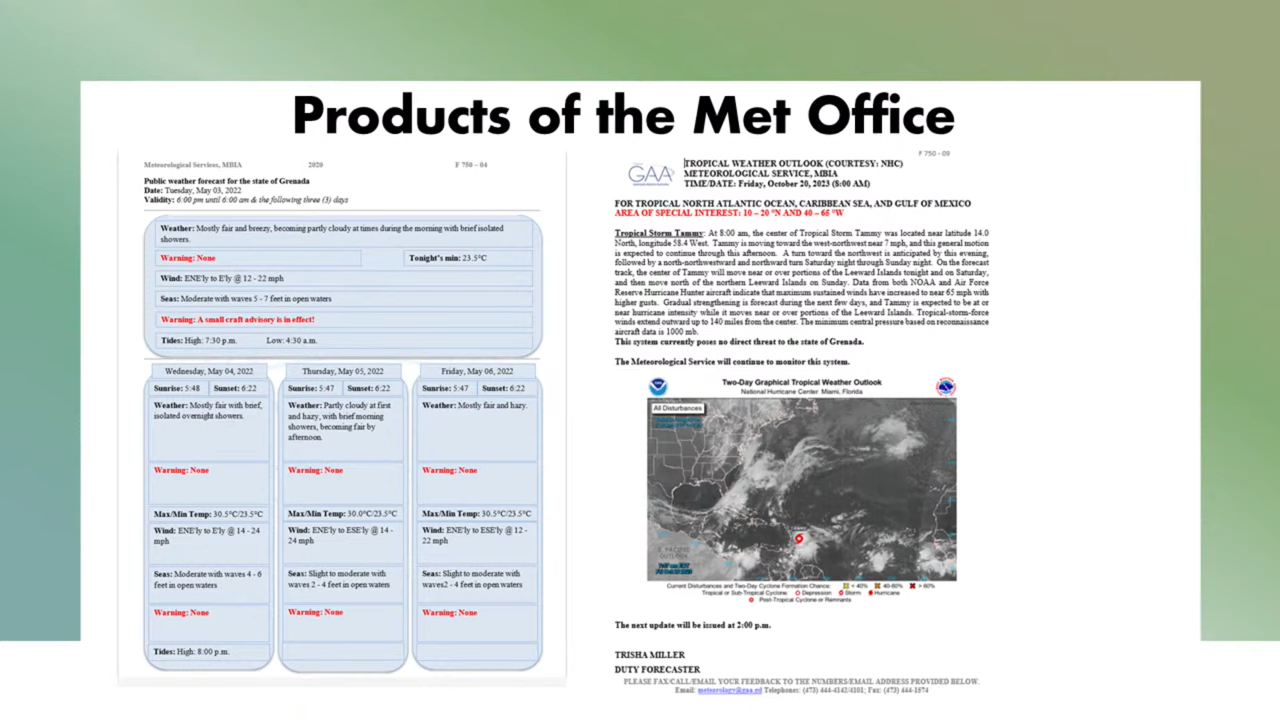 Products of the Met Office
Meteorological Services, MBIA 2020 F 750 - 04
Public weather forecast for the state of Grenada
Date: Tuesday, May 03, 2022
Validity: 6:00 pm until 6:00 am & the following three (3) days
Weather: Mostly fair and breezy, becoming partly cloudy at times during the morning with brief isolated
showers.
Warning: None Tonight's min: 23.5°C
Wind: ENE'ly to E'ly @ 12 - 22 mph
Seas: Moderate with waves 5 - 7 feet in open waters
Warning: A small craft advisory is in effect!
Tides: High: 7:30 p.m. Low: 4:30 a.m.
Wednesday, May 04, 2022
Sunrise: 5:48 Sunset: 6:22
Weather: Mostly fair with brief,
isolated overnight showers.
Warning: None
Max/Min Temp: 30.5°C/23.5°C
Wind: ENE'ly to E'ly @ 14 - 24
mph
Seas: Moderate with waves 4 - 6
feet in open waters
Warning: None
Tides: High: 8:00 p.m.
Thursday, May 05, 2022
Sunrise: 5:47 Sunset: 6:22
Weather: Partly cloudy at first
and hazy, with brief morning
showers, becoming fair by
afternoon.
Warning: None
Max/Min Temp: 30.0°C/23.5°C
Wind: ENE'ly to ESE'ly @ 14 -
24 mph
Seas: Slight to moderate with
waves 2 - 4 feet in open waters
Warning: None
Friday, May 06, 2022
Sunrise: 5:47 Sunset: 6:22
Weather: Mostly fair and hazy.
Warning: None
Max/Min Temp: 30.5°C/23.5°C
Wind: ENE'ly to ESE'ly @ 12 -
22 mph
Seas: Slight to moderate with
waves2 - 4 feet in open waters
Warning: None
F 750 - 09
GAA
TROPICAL WEATHER OUTLOOK (COURTESY: NHC)
METEOROLOGICAL SERVICE, MBIA
TIME/DATE: Friday, October 20, 2023 (8:00 AM)
FOR TROPICAL NORTH ATLANTIC OCEAN, CARIBBEAN SEA, AND GULF OF MEXICO
AREA OF SPECIAL INTEREST: 10 – 20 °N AND 40 – 65 °W
Tropical Storm Tammy: At 8:00 am, the center of Tropical Storm Tammy was located near latitude 14.0
North, longitude 58.4 West. Tammy is moving toward the west-northwest near 7 mph, and this general motion
is expected to continue through this afternoon. A turn toward the northwest is anticipated by this evening,
followed by a north-northwestward and northward turn Saturday night through Sunday night. On the forecast
track, the center of Tammy will move near or over portions of the Leeward Islands tonight and on Saturday,
and then move north of the northern Leeward Islands on Sunday. Data from both NOAA and Air Force
Reserve Hurricane Hunter aircraft indicate that maximum sustained winds have increased to near 65 mph with
higher gusts. Gradual strengthening is forecast during the next few days, and Tammy is expected to be at or
near hurricane intensity while it moves near or over portions of the Leeward Islands. Tropical-storm-force
winds extend outward up to 140 miles from the center. The minimum central pressure based on reconnaissance
aircraft data is 1000 mb.
This system currently poses no direct threat to the state of Grenada.
The Meteorological Service will continue to monitor this system.
Two-Day Graphical Tropical Weather Outlook
National Hurricane Center Miami, Florida
All Disturbances
E. PACIFIC
OUTLOOK
Current Disturbances and Two-Day Cyclone Formation Chance: < 40% 40-60% > 60%
Tropical or Sub-Tropical Cyclone: Depression Storm Hurricane
Post-Tropical Cyclone or Remnants
The next update will be issued at 2:00 p.m.
TRISHA MILLER
DUTY FORECASTER
PLEASE FAX/CALL/EMAIL YOUR FEEDBACK TO THE NUMBERS/EMAIL ADDRESS PROVIDED BELOW.
Email: meteorology@gaa.gd Telephones: (473) 444-4142/4101; Fax: (473) 444-1574